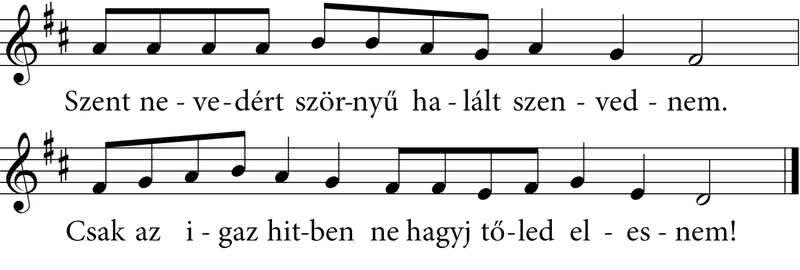 Szent ne - ve - dért ször - nyű ha - lált szen - ved - nem.
Csak az i - gaz hit - ben ne hagyj tő - led el - es - nem!